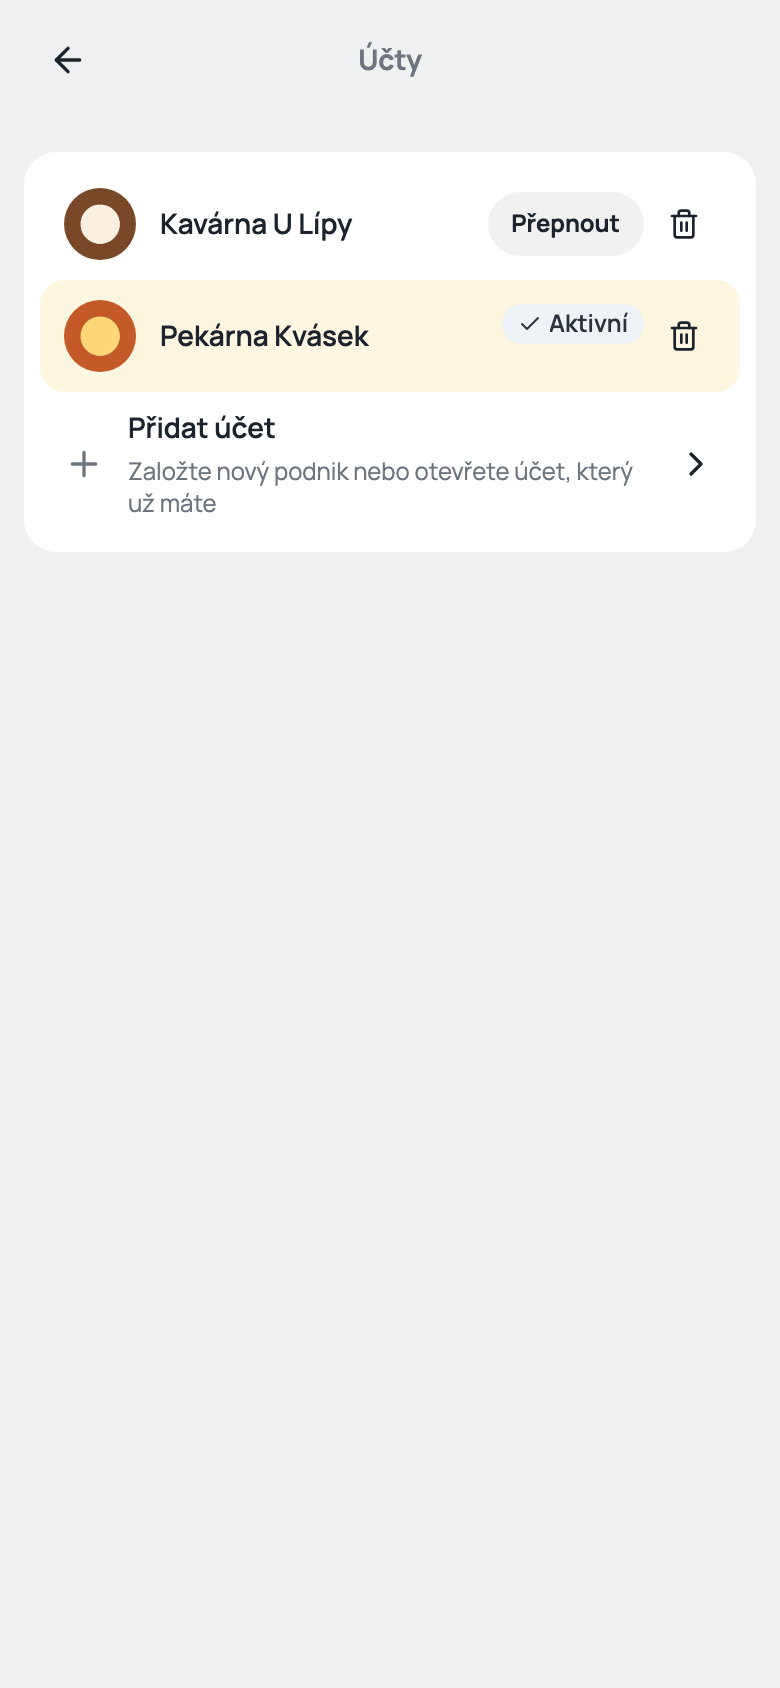 Účty
Kavárna U Lípy
Přepnout
Pekárna Kvásek
Aktivní
Přidat účet
Založte nový podnik nebo otevřete účet, který
už máte